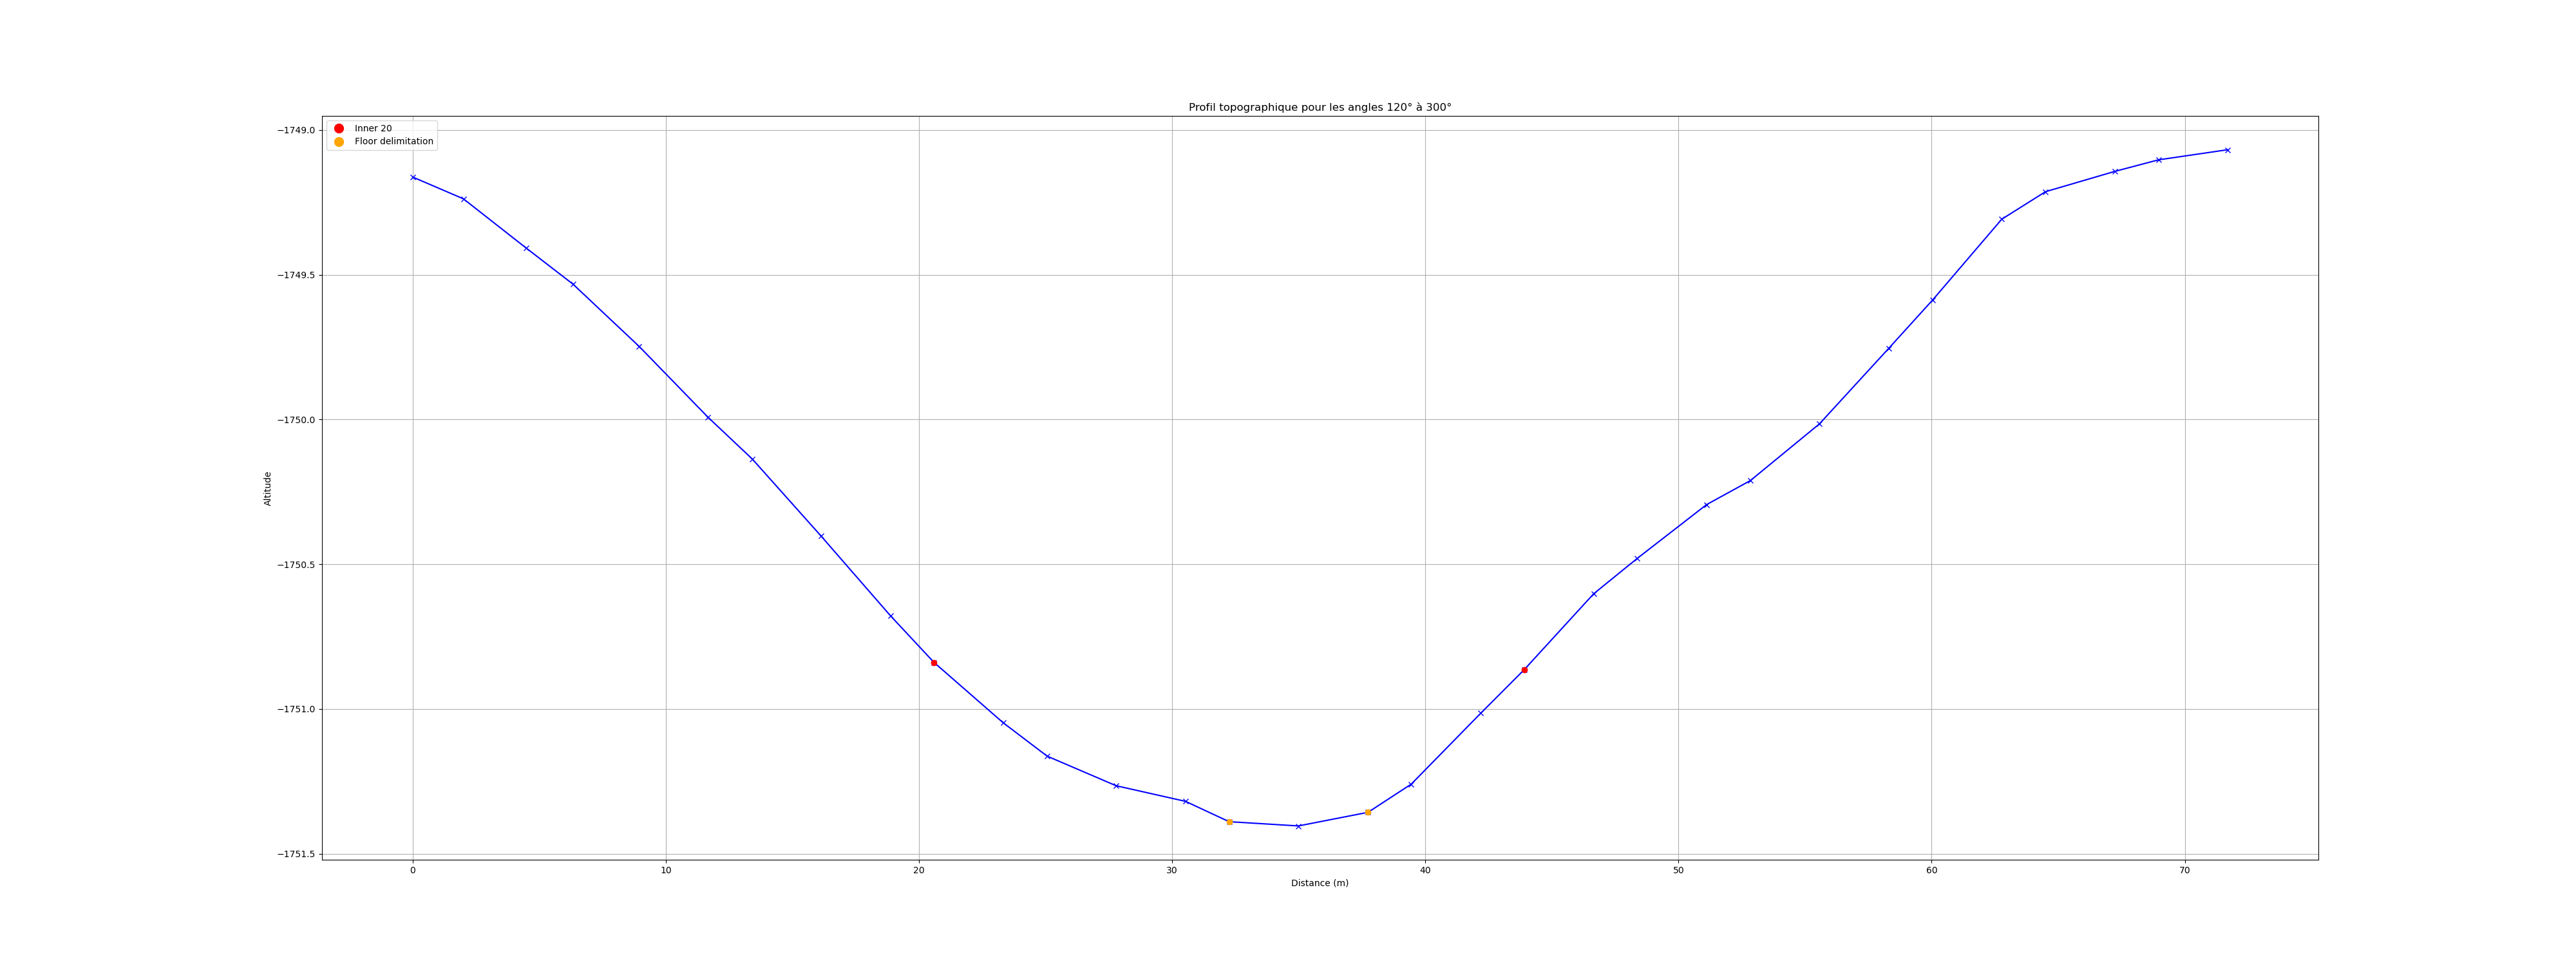 Profil topographique pour les angles 120° à 300°
Inner 20
Floor delimitation
−1749.0
−1749.5
−1750.0
−1750.5
−1751.0
−1751.5
Altitude
0 10 20 30 40 50 60 70
Distance (m)